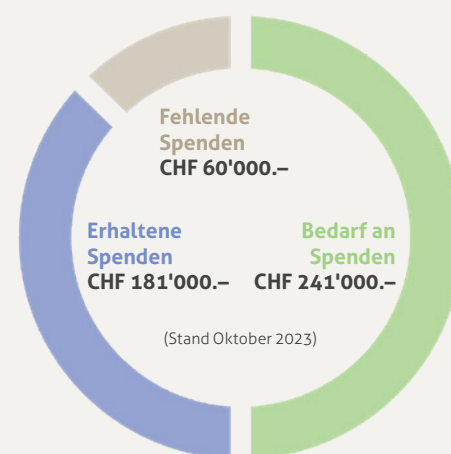 Fehlende
Spenden
CHF 60'000.–
Erhaltene
Spenden
CHF 181'000.–
Bedarf an
Spenden
CHF 241'000.–
(Stand Oktober 2023)